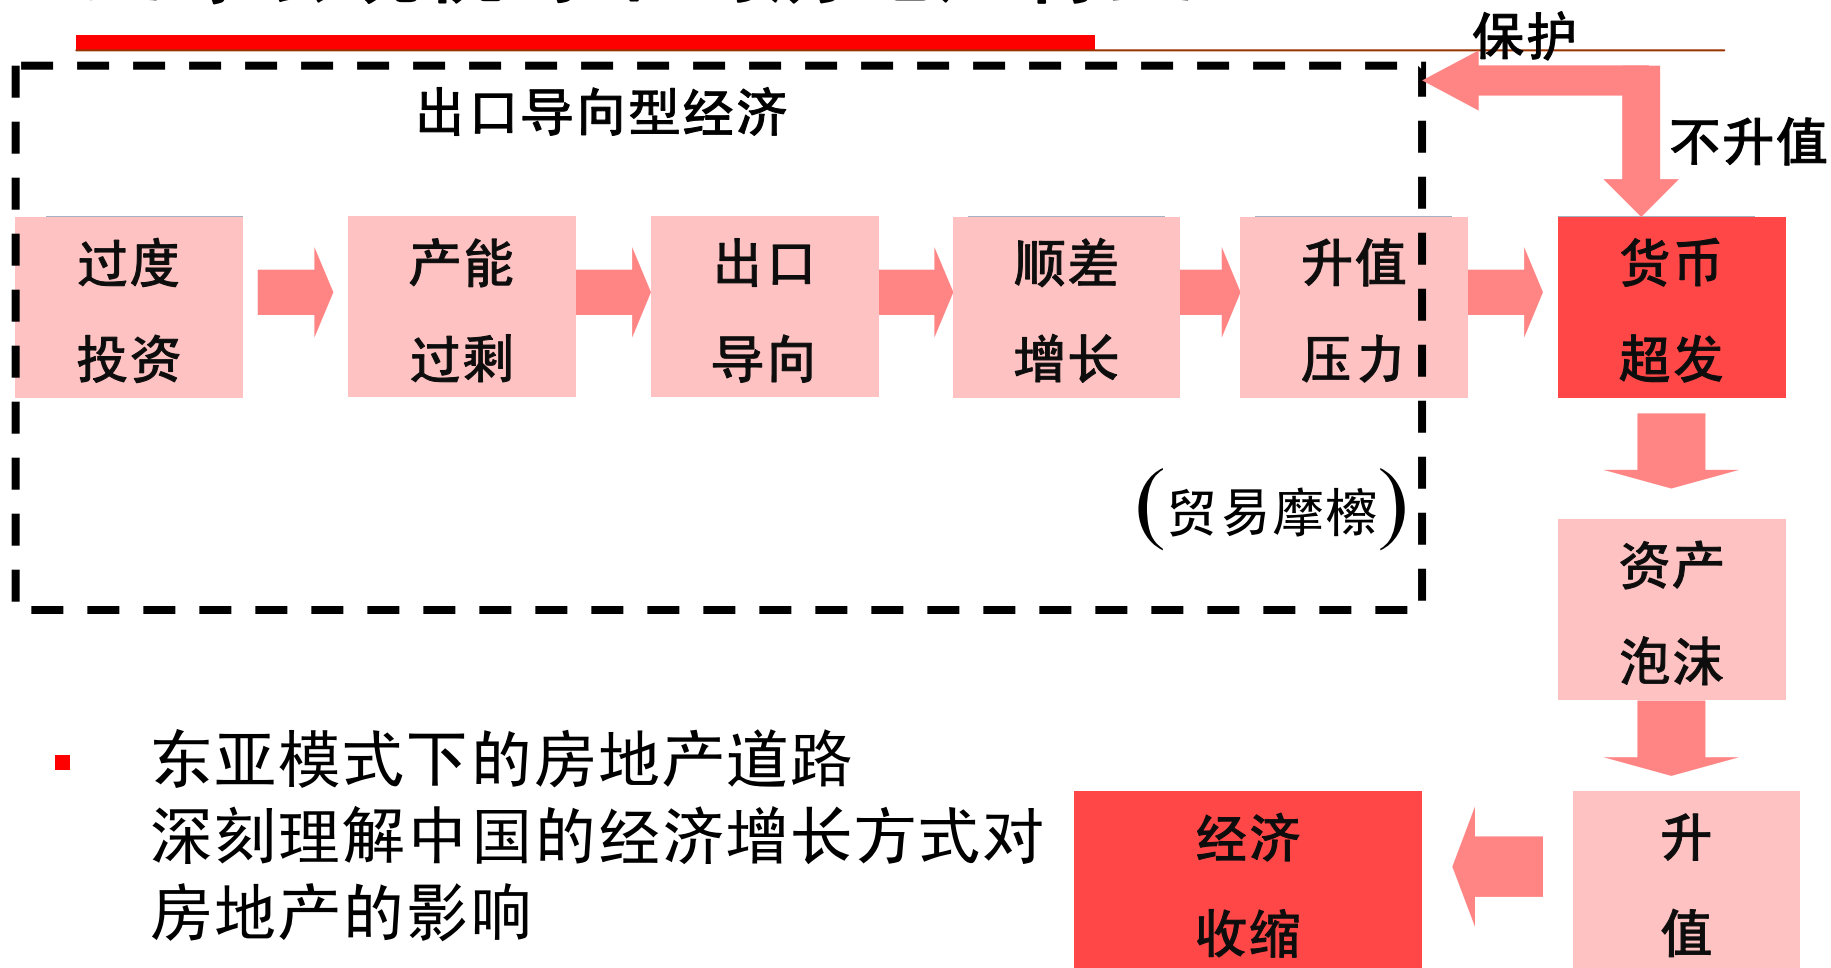 保护
出口导向型经济
不升值
过度
投资
产能
过剩
出口
导向
顺差
增长
升值
压力
货币
超发
(贸易摩檫)
资产
泡沫
东亚模式下的房地产道路
深刻理解中国的经济增长方式对
房地产的影响
经济
收缩
升
值